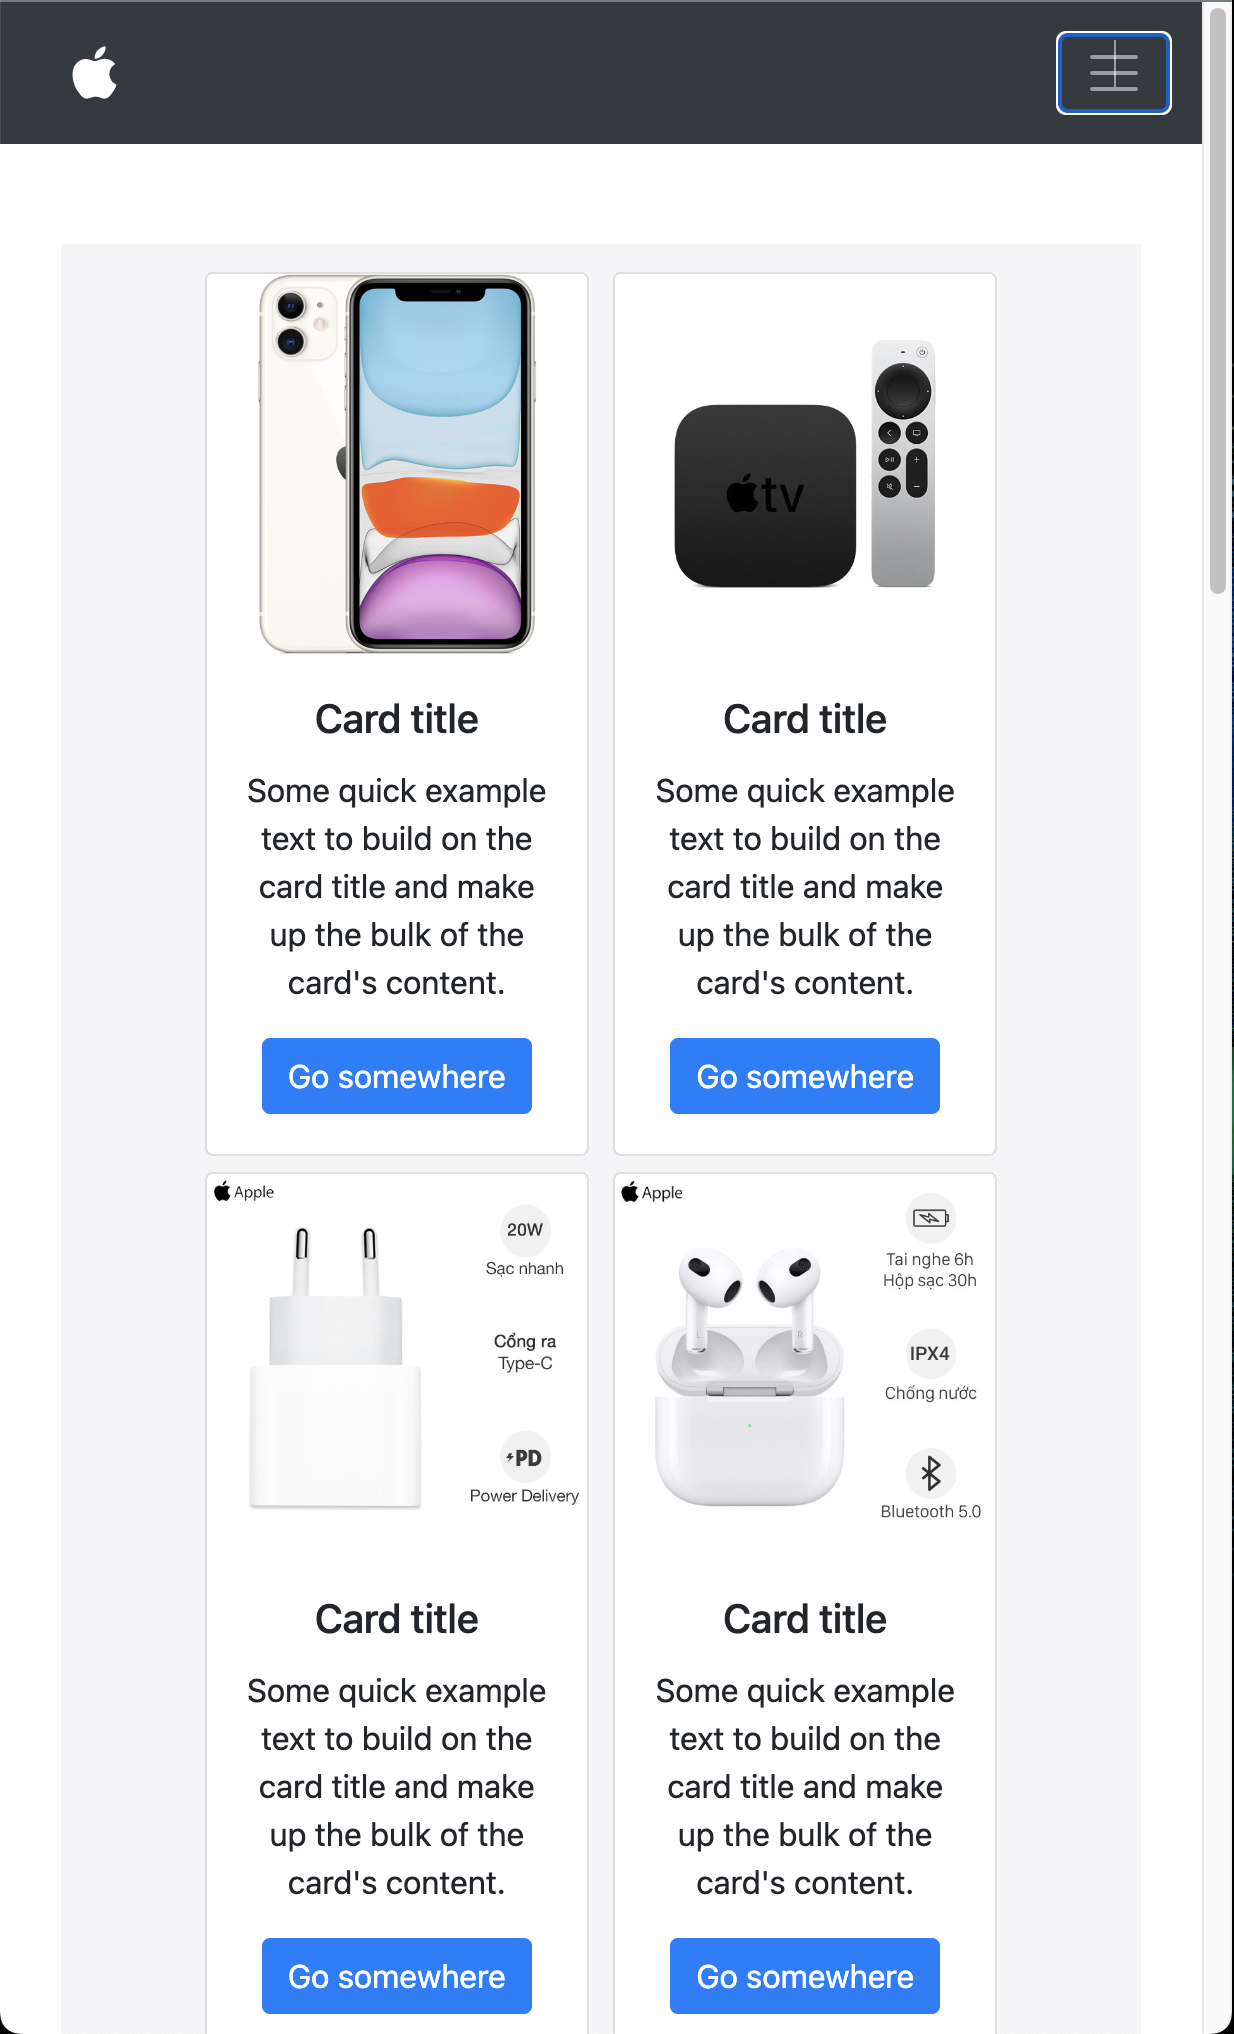 tv
Card title
Some quick example
text to build on the
card title and make
up the bulk of the
card's content.
Go somewhere
Card title
Some quick example
text to build on the
card title and make
up the bulk of the
card's content.
Go somewhere
Apple
20W
Sạc nhanh
Cổng ra
Type-C
PD
Power Delivery
Apple
Tai nghe 6h
Hộp sạc 30h
L
R
IPX4
Chống nước
Bluetooth 5.0
Card title
Some quick example
text to build on the
card title and make
up the bulk of the
card's content.
Go somewhere
Card title
Some quick example
text to build on the
card title and make
up the bulk of the
card's content.
Go somewhere